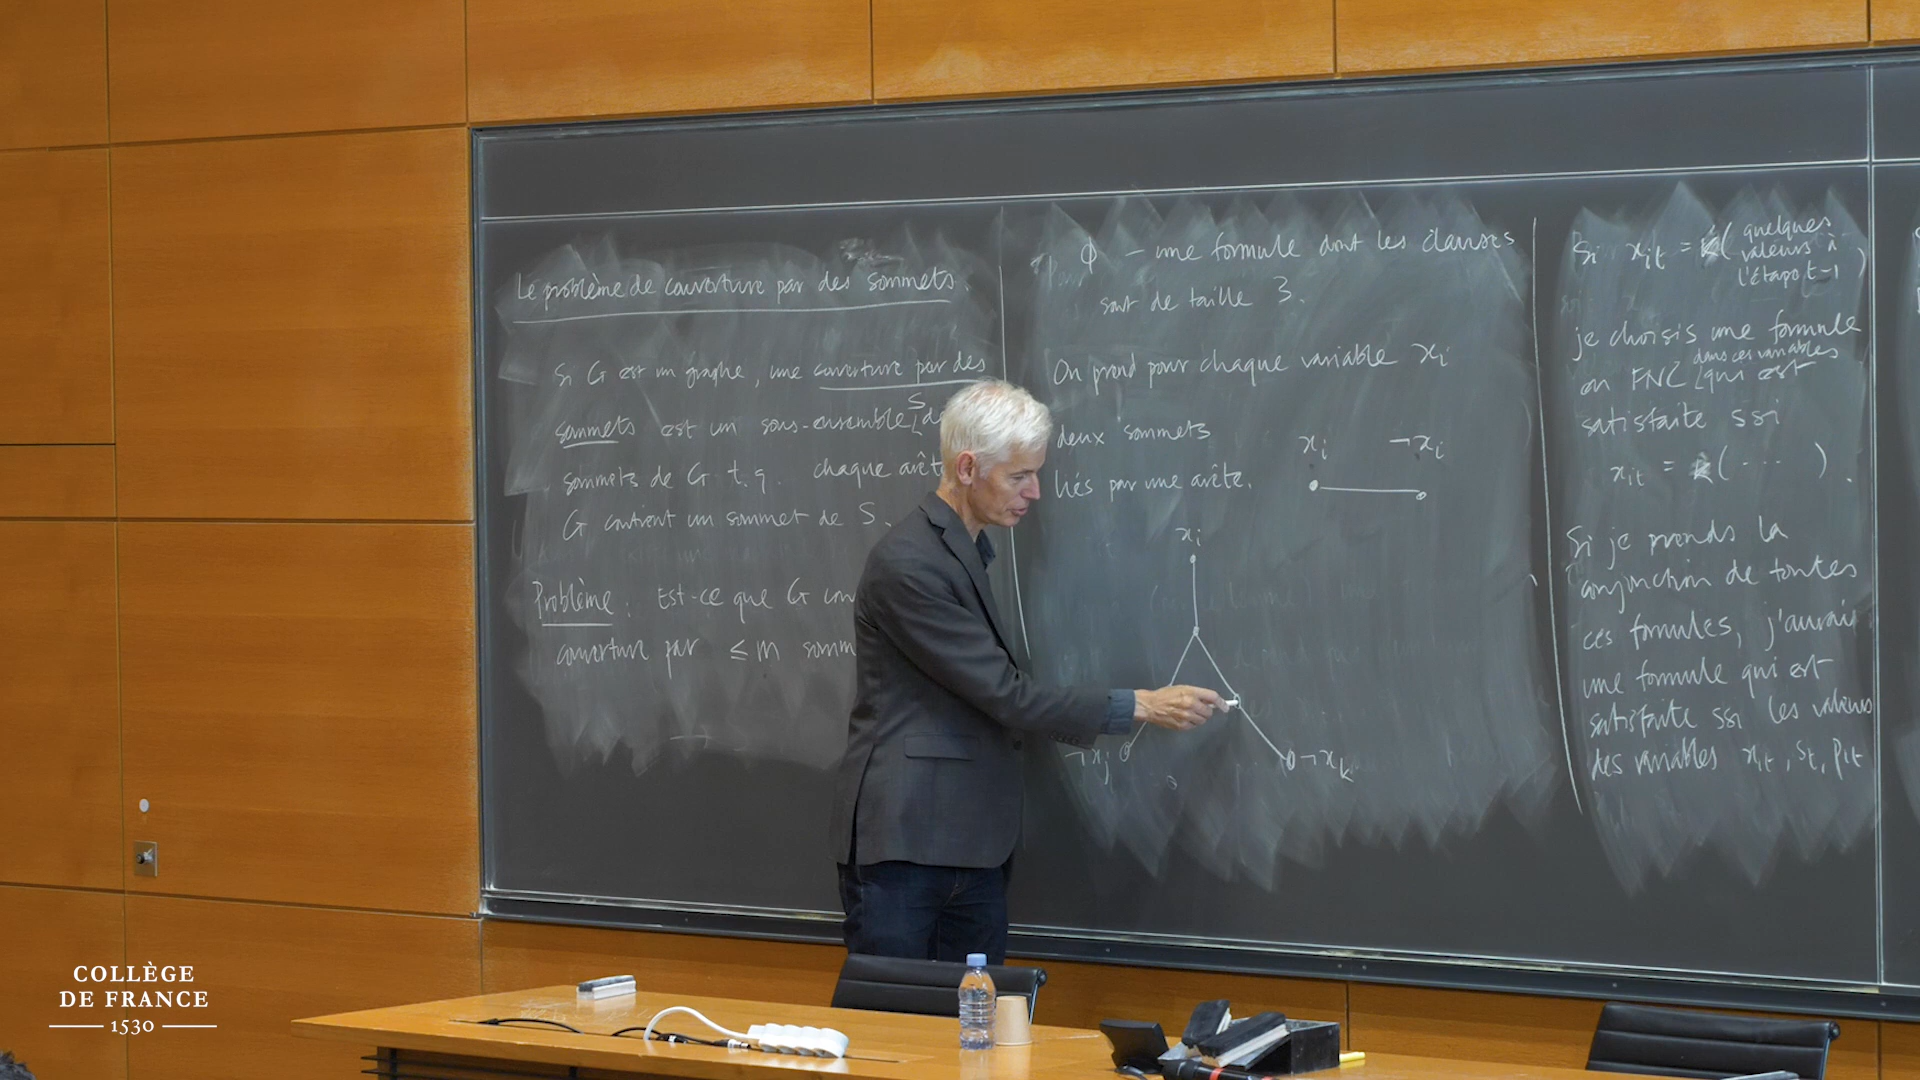 Le problème de couverture par des sommets.
Si G est un graphe, une couverture par des
S
sommets est un sous-ensemble de
sommets de G t.q. chaque arête
G contient un sommet de S.
Problème : Est-ce que G
couverture par ≤ m
Φ — une formule dont les clauses
sont de taille 3.
On prend pour chaque variable xi
deux sommets
liés par une arête.
xi ¬xi
xi
¬xj
¬xk
Si xit = ( quelques
valeurs à
l'étape t-1 )
je choisis une formule
dans ces variables
en FNC qui est
satisfaite ssi
xit = ( ... ).
Si je prends la
conjonction de toutes
ces formules, j'aurais
une formule qui est
satisfaite ssi les valeurs
des variables xit, St, Pit
COLLÈGE
DE FRANCE
1530